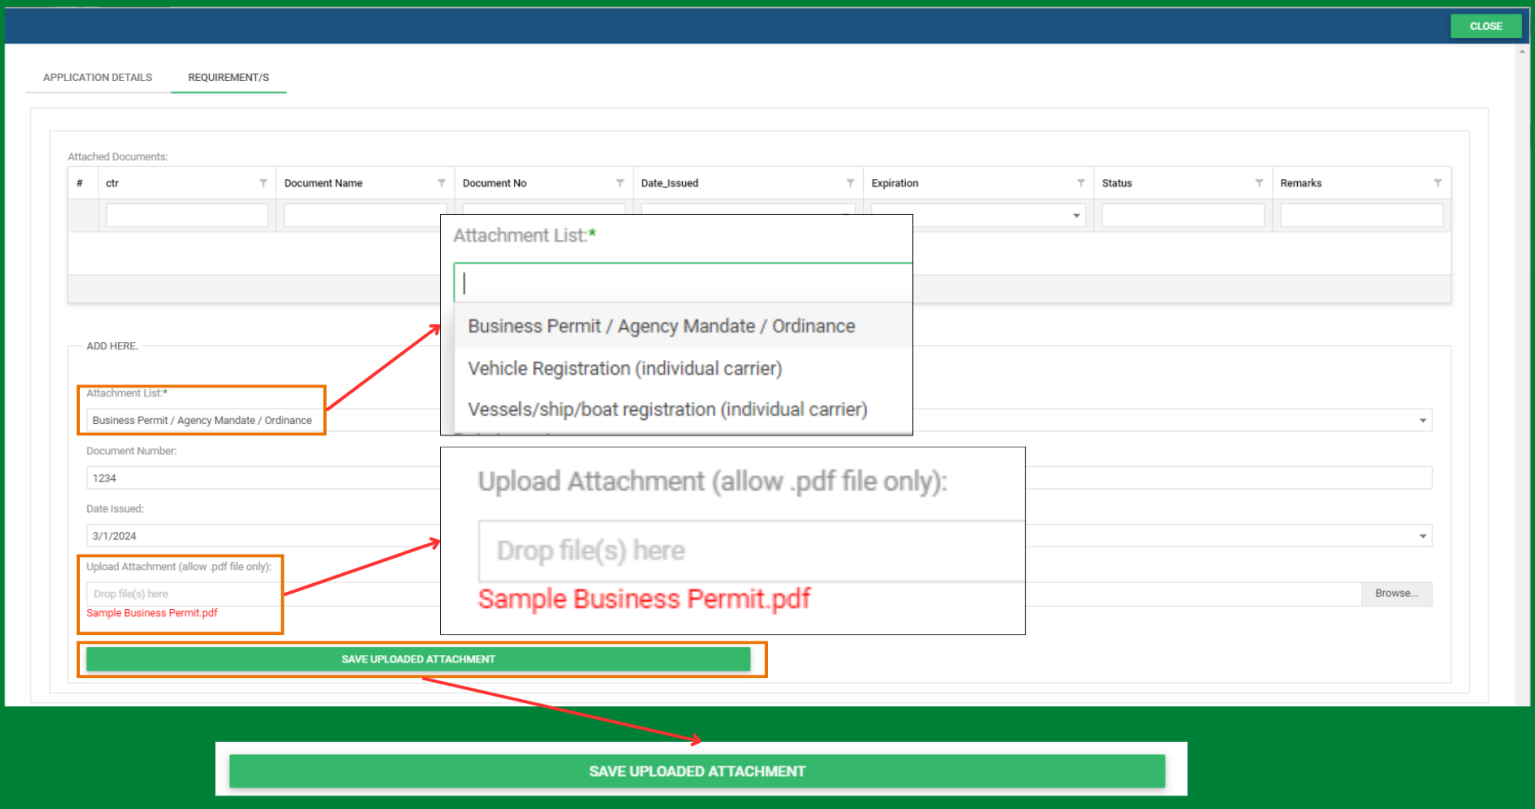 CLOSE
APPLICATION DETAILS REQUIREMENT/S
Attached Documents:
# ctr Document Name Document No Date_Issued Expiration Status Remarks
Attachment List:*
Business Permit / Agency Mandate / Ordinance
Vehicle Registration (individual carrier)
Vessels/ship/boat registration (individual carrier)
ADD HERE.
Attachment List:*
Business Permit / Agency Mandate / Ordinance
Document Number:
1234
Date Issued:
3/1/2024
Upload Attachment (allow .pdf file only):
Drop file(s) here
Browse...
Sample Business Permit.pdf
Upload Attachment (allow .pdf file only):
Drop file(s) here
Sample Business Permit.pdf
SAVE UPLOADED ATTACHMENT
SAVE UPLOADED ATTACHMENT